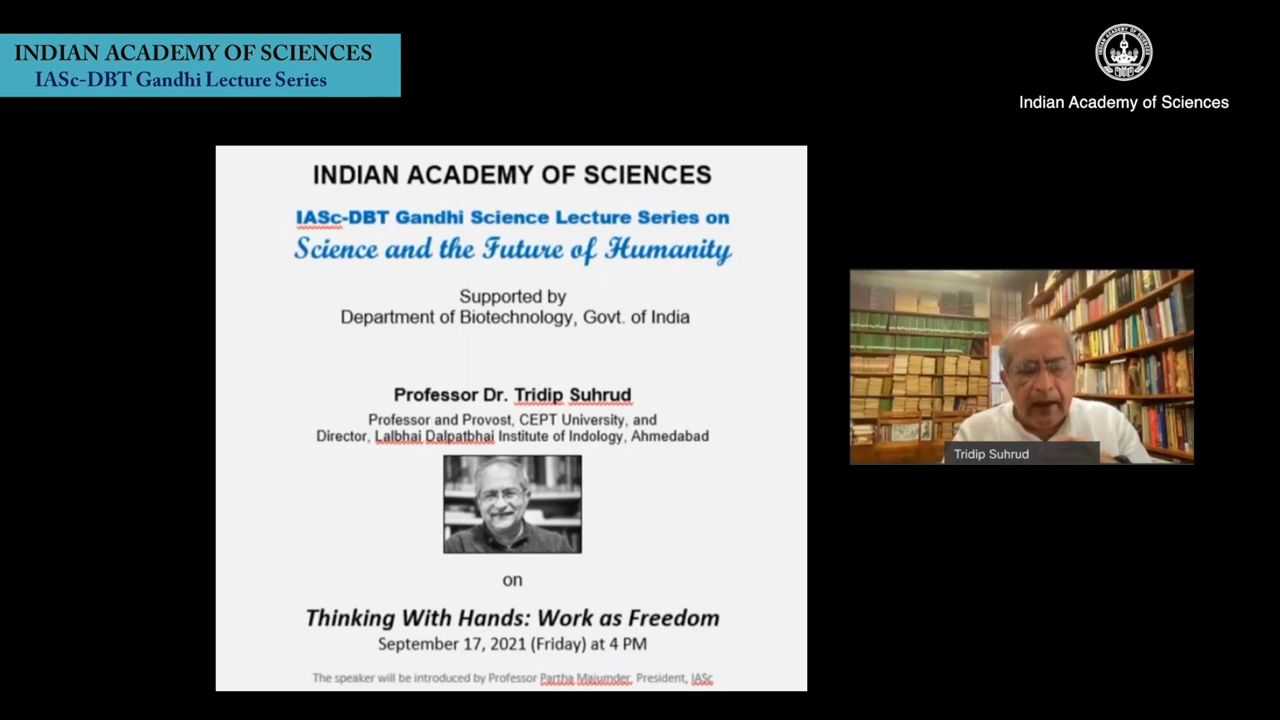 INDIAN ACADEMY OF SCIENCES
IASc-DBT Gandhi Lecture Series
Indian Academy of Sciences
INDIAN ACADEMY OF SCIENCES
IASc-DBT Gandhi Science Lecture Series on
Science and the Future of Humanity
Supported by
Department of Biotechnology, Govt. of India
Professor Dr. Tridip Suhrud
Professor and Provost, CEPT University, and
Director, Lalbhai Dalpatbhai Institute of Indology, Ahmedabad
on
Thinking With Hands: Work as Freedom
September 17, 2021 (Friday) at 4 PM
The speaker will be introduced by Professor Partha Majumder, President, IASc
Tridip Suhrud